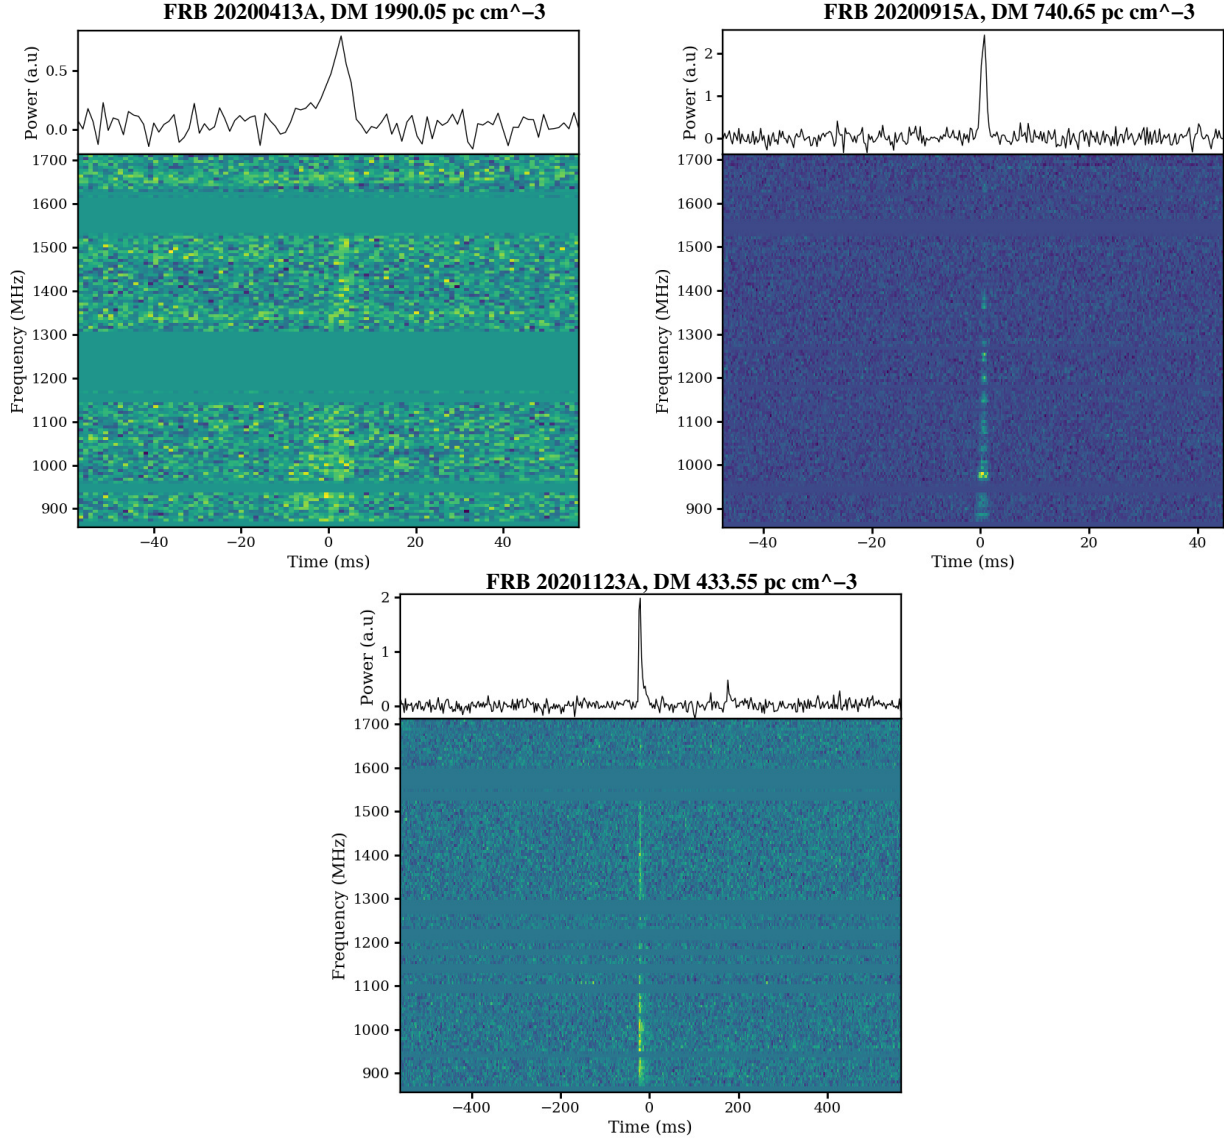 FRB 20200413A, DM 1990.05 pc cm^−3
Power (a.u)
0.5
0.0
Frequency (MHz)
1700
1600
1500
1400
1300
1200
1100
1000
900
−40 −20 0 20 40
Time (ms)
FRB 20200915A, DM 740.65 pc cm^−3
Power (a.u)
2
1
0
Frequency (MHz)
1700
1600
1500
1400
1300
1200
1100
1000
900
−40 −20 0 20 40
Time (ms)
FRB 20201123A, DM 433.55 pc cm^−3
Power (a.u)
2
1
0
Frequency (MHz)
1700
1600
1500
1400
1300
1200
1100
1000
900
−400 −200 0 200 400
Time (ms)